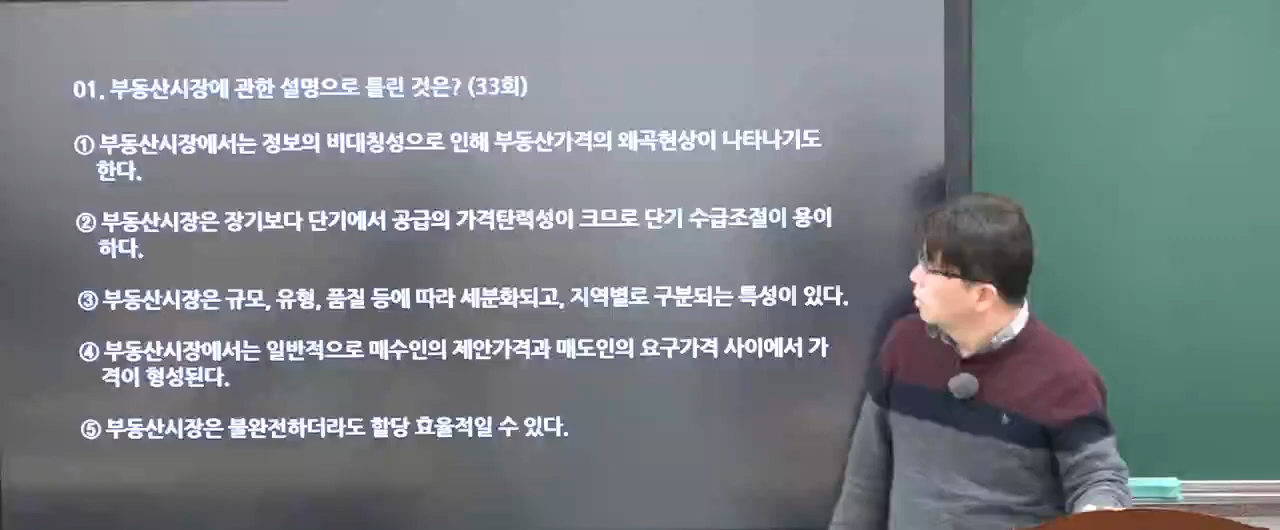 01. 부동산시장에 관한 설명으로 틀린 것은? (33회)
① 부동산시장에서는 정보의 비대칭성으로 인해 부동산가격의 왜곡현상이 나타나기도
한다.
② 부동산시장은 장기보다 단기에서 공급의 가격탄력성이 크므로 단기 수급조절이 용이
하다.
③ 부동산시장은 규모, 유형, 품질 등에 따라 세분화되고, 지역별로 구분되는 특성이 있다.
④ 부동산시장에서는 일반적으로 매수인의 제안가격과 매도인의 요구가격 사이에서 가
격이 형성된다.
⑤ 부동산시장은 불완전하더라도 할당 효율적일 수 있다.